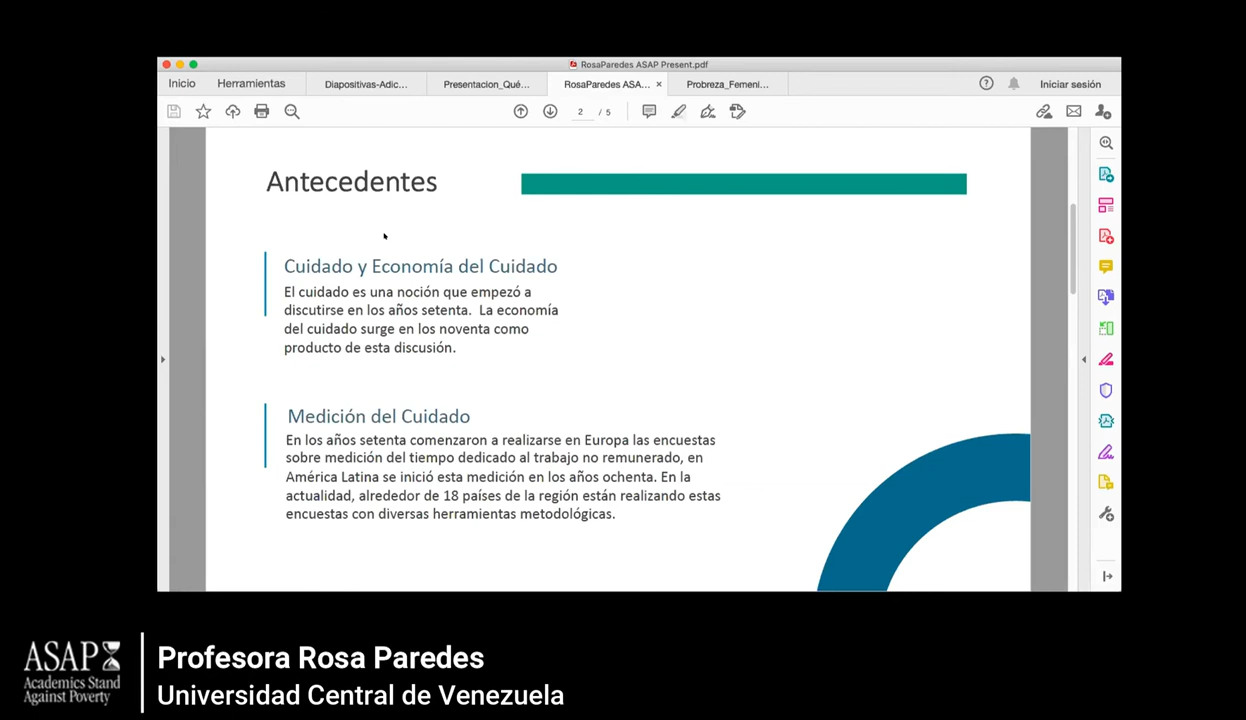 RosaParedes ASAP Present.pdf
Inicio
Herramientas
Diapositivas-Adic...
Presentacion_Qué...
RosaParedes ASA...
×
Probreza_Femeni...
?
Iniciar sesión
2 / 5
Antecedentes
Cuidado y Economía del Cuidado
El cuidado es una noción que empezó a
discutirse en los años setenta. La economía
del cuidado surge en los noventa como
producto de esta discusión.
Medición del Cuidado
En los años setenta comenzaron a realizarse en Europa las encuestas
sobre medición del tiempo dedicado al trabajo no remunerado, en
América Latina se inició esta medición en los años ochenta. En la
actualidad, alrededor de 18 países de la región están realizando estas
encuestas con diversas herramientas metodológicas.
ASAP
Academics Stand
Against Poverty
Profesora Rosa Paredes
Universidad Central de Venezuela